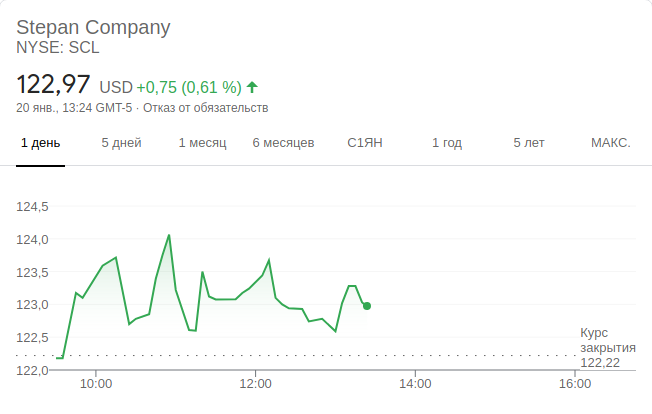 Stepan Company
NYSE: SCL
122,97 USD +0,75 (0,61 %)
20 янв., 13:24 GMT-5 · Отказ от обязательств
1 день 5 дней 1 месяц 6 месяцев С1ЯН 1 год 5 лет МАКС.
124,5
124,0
123,5
123,0
122,5
122,0
Курс
закрытия
122,22
10:00 12:00 14:00 16:00